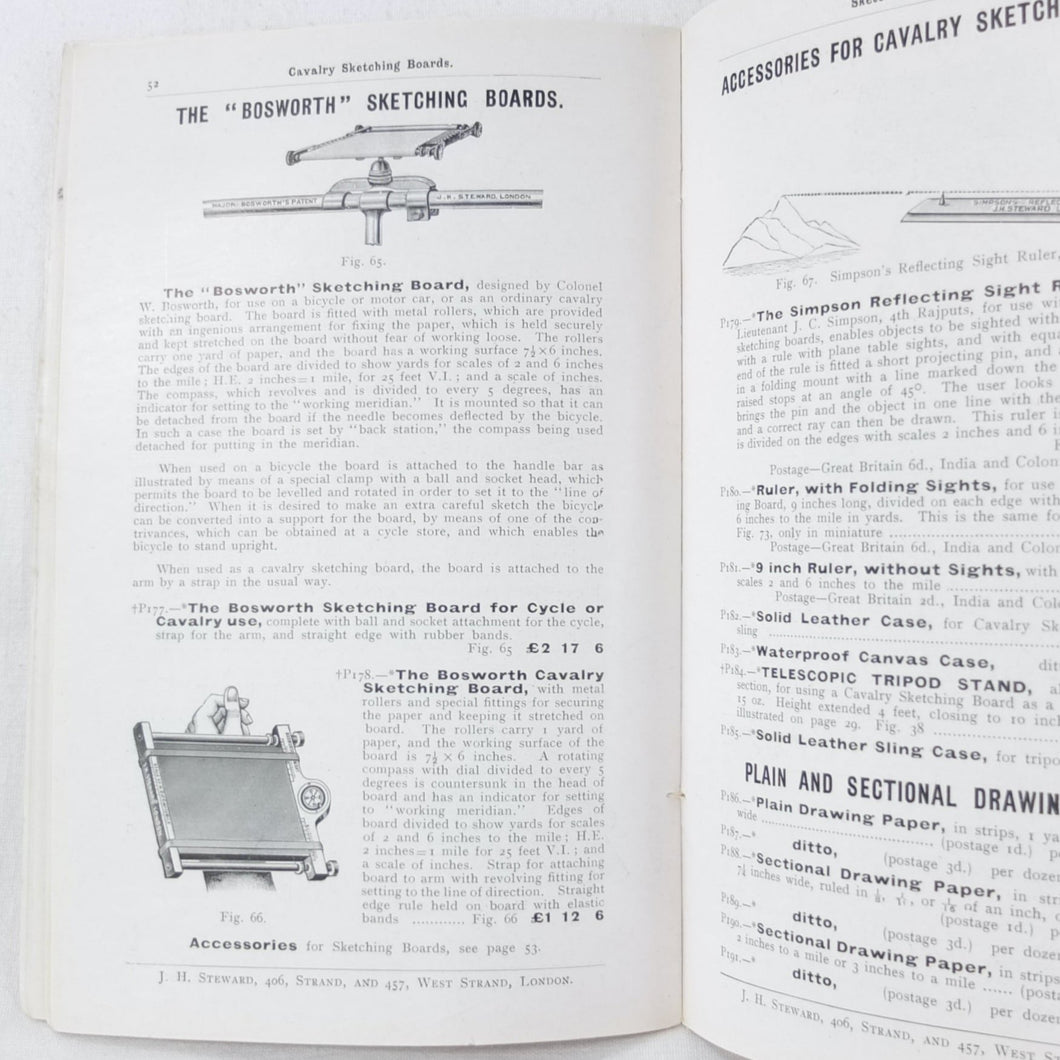 52
Cavalry Sketching Boards.
THE "BOSWORTH" SKETCHING BOARDS.
MAJOR BOSWORTH'S PATENT
J. H. STEWARD, LONDON
Fig. 65.
The "Bosworth" Sketching Board, designed by Colonel
W. Bosworth, for use on a bicycle or motor car, or as an ordinary cavalry
sketching board. The board is fitted with metal rollers, which are provided
with an ingenious arrangement for fixing the paper, which is held securely
and kept stretched on the board without fear of working loose. The rollers
carry one yard of paper, and the board has a working surface 7½×6 inches.
The edges of the board are divided to show yards for scales of 2 and 6 inches
to the mile; H.E. 2 inches=1 mile, for 25 feet V.I.; and a scale of inches.
The compass, which revolves and is divided to every 5 degrees, has an
indicator for setting to the "working meridian." It is mounted so that it can
be detached from the board if the needle becomes deflected by the bicycle.
In such a case the board is set by "back station," the compass being used
detached for putting in the meridian.
When used on a bicycle the board is attached to the handle bar as
illustrated by means of a special clamp with a ball and socket head, which
permits the board to be levelled and rotated in order to set it to the "line of
direction." When it is desired to make an extra careful sketch the bicycle
can be converted into a support for the board, by means of one of the con-
trivances, which can be obtained at a cycle store, and which enables the
bicycle to stand upright.
When used as a cavalry sketching board, the board is attached to the
arm by a strap in the usual way.
†P177.—*The Bosworth Sketching Board for Cycle or
Cavalry use, complete with ball and socket attachment for the cycle,
strap for the arm, and straight edge with rubber bands.
Fig. 65 £2 17 6
†P178.—*The Bosworth Cavalry
Sketching Board, with metal
rollers and special fittings for securing
the paper and keeping it stretched on
board. The rollers carry 1 yard of
paper, and the working surface of the
board is 7½ × 6 inches. A rotating
compass with dial divided to every 5
degrees is countersunk in the head of
board and has an indicator for setting
to "working meridian." Edges of
board divided to show yards for scales
of 2 and 6 inches to the mile; H.E.
2 inches=1 mile for 25 feet V.I.; and
a scale of inches. Strap for attaching
board to arm with revolving fitting for
setting to the line of direction. Straight
edge rule held on board with elastic
bands ............ Fig. 66 £1 12 6
Fig. 66.
Accessories for Sketching Boards, see page 53.
J. H. STEWARD, 406, STRAND, AND 457, WEST STRAND, LONDON.
ACCESSORIES FOR CAVALRY SKETCH
SIMPSON'S REFLE
J.H. STEWARD L
Fig. 67. Simpson's Reflecting Sight Ruler,
P179.—*The Simpson Reflecting Sight R
Lieutenant J. C. Simpson, 4th Rajputs, for use wi
sketching boards, enables objects to be sighted with
with a rule with plane table sights, and with equa
end of the rule is fitted a short projecting pin, and
in a folding mount with a line marked down the
raised stops at an angle of 45°. The user looks
brings the pin and the object in one line with the
and a correct ray can then be drawn. This ruler i
is divided on the edges with scales 2 inches and 6 i
Postage—Great Britain 6d., India and Colon
P180.—*Ruler, with Folding Sights, for use
ing Board, 9 inches long, divided on each edge with
6 inches to the mile in yards. This is the same fo
Fig. 73, only in miniature ....................
Postage—Great Britain 6d., India and Colon
P181.—*9 inch Ruler, without Sights, with
scales 2 and 6 inches to the mile ....................
Postage—Great Britain 2d., India and Col
P182.—*Solid Leather Case, for Cavalry Sk
sling ....................
P183.—*Waterproof Canvas Case, dit
†P184.—*TELESCOPIC TRIPOD STAND, al
section, for using a Cavalry Sketching Board as a
15 oz. Height extended 4 feet, closing to 10 inc
illustrated on page 29. Fig. 38 ....................
P185.—*Solid Leather Sling Case, for tripo
PLAIN AND SECTIONAL DRAWIN
P186.—*Plain Drawing Paper, in strips, 1 ya
wide .................... (postage 1d.) p
P187.—* ditto, (postage 3d.) per dozen
P188.—*Sectional Drawing Paper, in stri
7½ inches wide, ruled in of an inch,
(postage 1d.) p
P189.—* ditto, (postage 3d.) per dozen
P190.—*Sectional Drawing Paper, in strips
2 inches to a mile or 3 inches to a mile ...... (posta
P191.—* ditto, (postage 3d.) per dozen
J. H. STEWARD, 406, STRAND, AND 457, WEST S